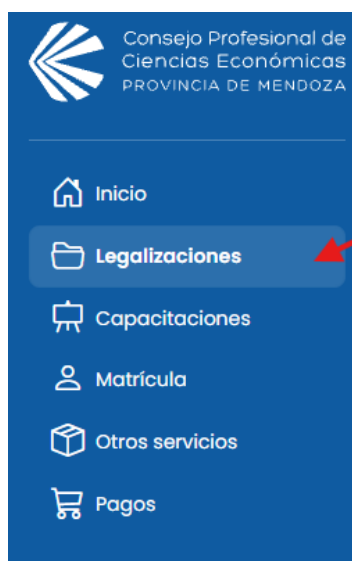 Consejo Profesional de
Ciencias Económicas
PROVINCIA DE MENDOZA
Inicio
Legalizaciones
Capacitaciones
Matrícula
Otros servicios
Pagos